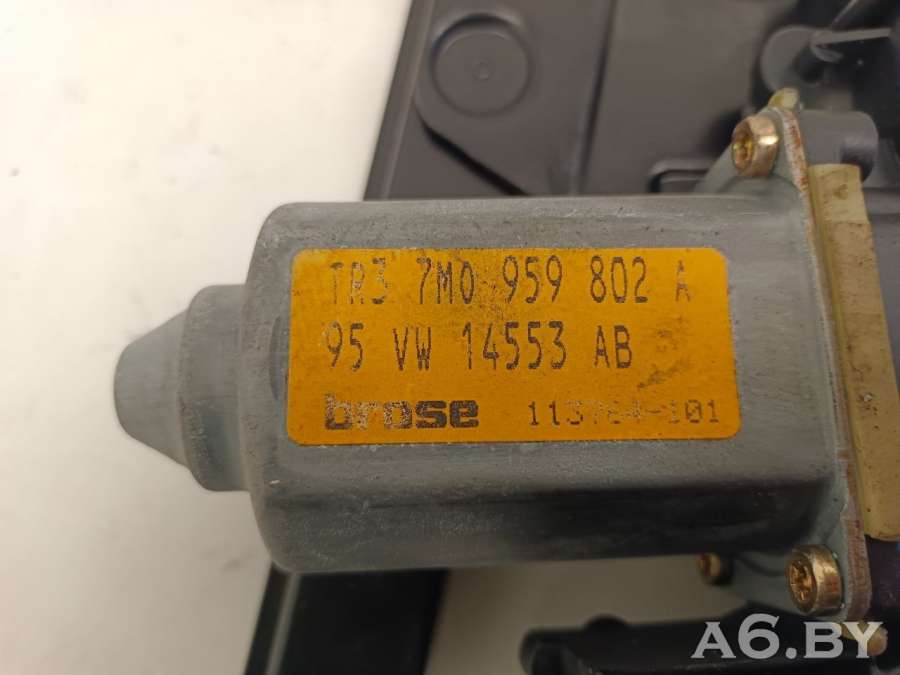 TR3 7M0 959 802 A
95 VW 14553 AB
brose
A6.BY